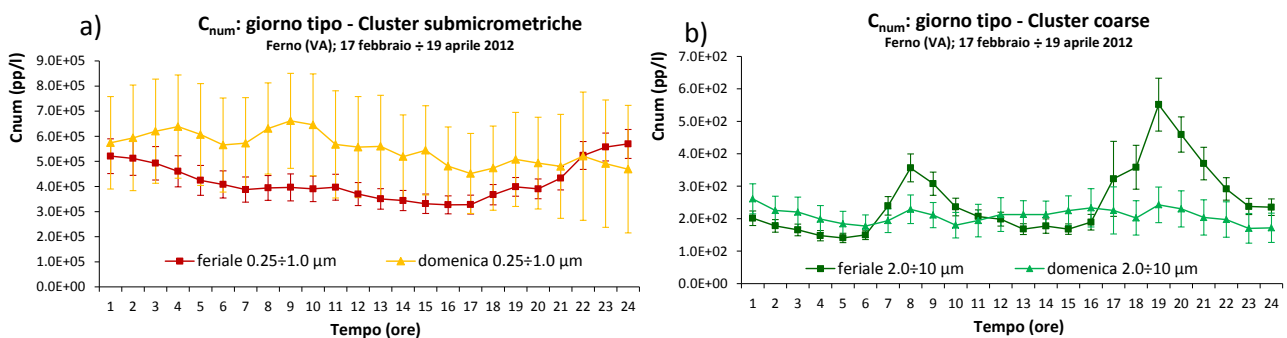 a)
C_num: giorno tipo - Cluster submicrometriche
Ferno (VA); 17 febbraio ÷ 19 aprile 2012
Cnum (pp/l)
9.0E+05
8.0E+05
7.0E+05
6.0E+05
5.0E+05
4.0E+05
3.0E+05
2.0E+05
1.0E+05
0.0E+00
feriale 0.25÷1.0 µm
domenica 0.25÷1.0 µm
1 2 3 4 5 6 7 8 9 10 11 12 13 14 15 16 17 18 19 20 21 22 23 24
Tempo (ore)
b)
C_num: giorno tipo - Cluster coarse
Ferno (VA); 17 febbraio ÷ 19 aprile 2012
Cnum (pp/l)
7.0E+02
6.0E+02
5.0E+02
4.0E+02
3.0E+02
2.0E+02
1.0E+02
0.0E+00
feriale 2.0÷10 µm
domenica 2.0÷10 µm
1 2 3 4 5 6 7 8 9 10 11 12 13 14 15 16 17 18 19 20 21 22 23 24
Tempo (ore)